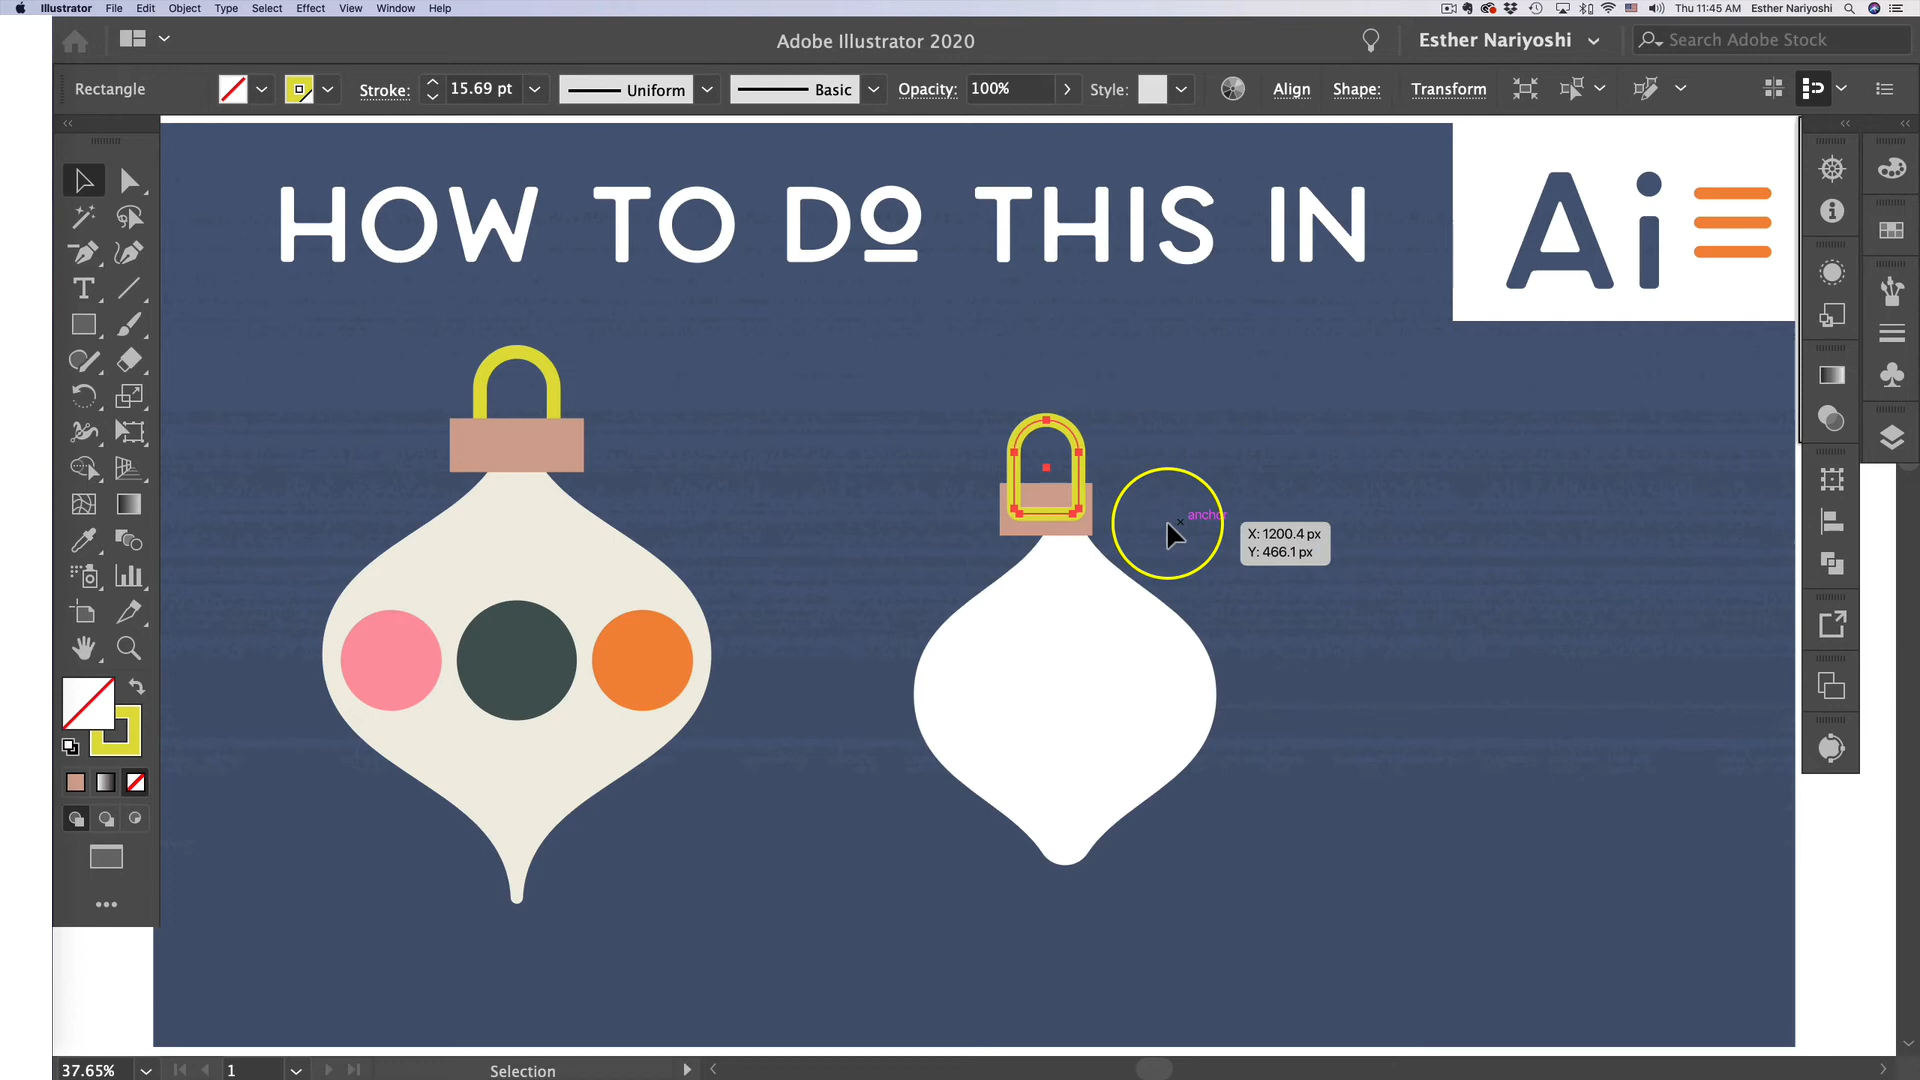 Illustrator File Edit Object Type Select Effect View Window Help Thu 11:45 AM Esther Nariyoshi
Adobe Illustrator 2020 Esther Nariyoshi Search Adobe Stock
Rectangle Stroke: 15.69 pt Uniform Basic Opacity: 100% Style: Align Shape: Transform
HOW TO DO THIS IN
Ai
anchor
X: 1200.4 px
Y: 466.1 px
37.65% 1 Selection